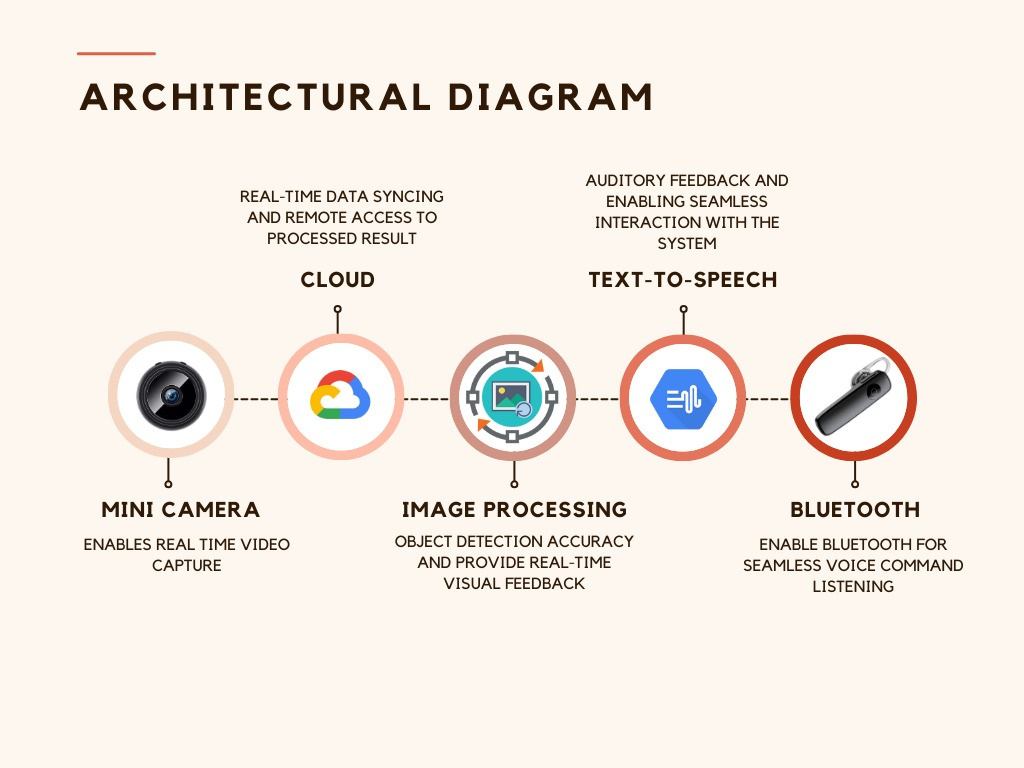 ARCHITECTURAL DIAGRAM
REAL-TIME DATA SYNCING
AND REMOTE ACCESS TO
PROCESSED RESULT
CLOUD
AUDITORY FEEDBACK AND
ENABLING SEAMLESS
INTERACTION WITH THE
SYSTEM
TEXT-TO-SPEECH
MINI CAMERA
ENABLES REAL TIME VIDEO
CAPTURE
IMAGE PROCESSING
OBJECT DETECTION ACCURACY
AND PROVIDE REAL-TIME
VISUAL FEEDBACK
BLUETOOTH
ENABLE BLUETOOTH FOR
SEAMLESS VOICE COMMAND
LISTENING